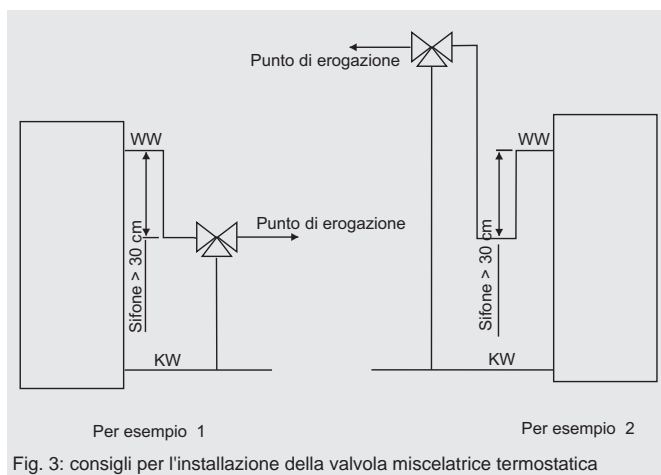 Punto di erogazione
WW
Sifone > 30 cm
Punto di erogazione
KW
Per esempio 1
WW
Sifone > 30 cm
KW
Per esempio 2
Fig. 3: consigli per l'installazione della valvola miscelatrice termostatica